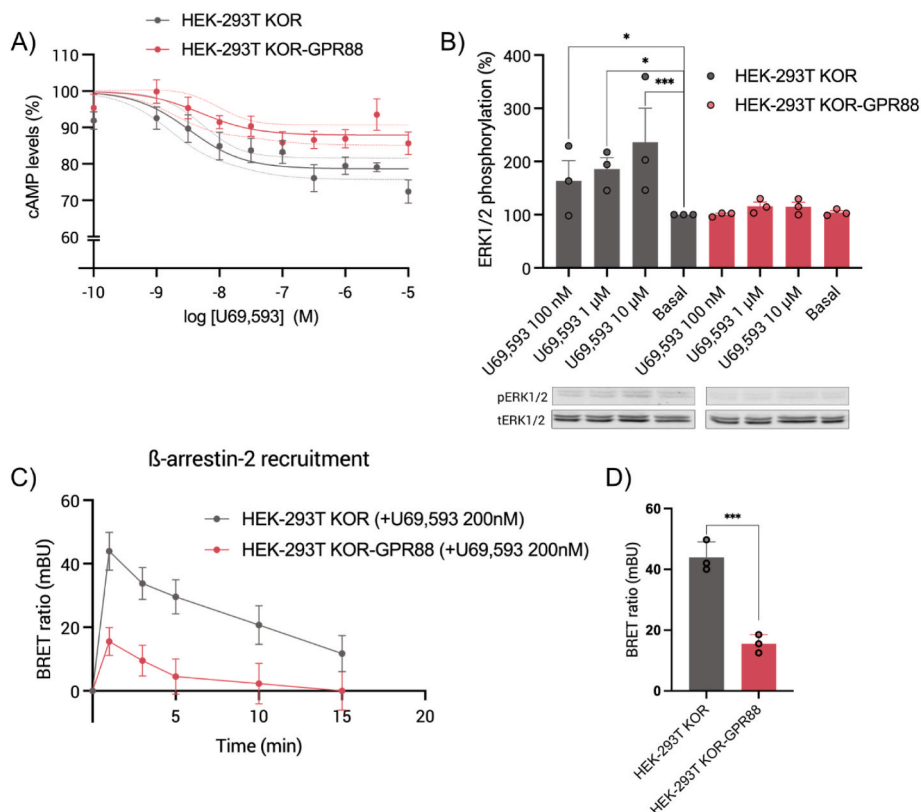 A)
HEK-293T KOR
HEK-293T KOR-GPR88
cAMP levels (%)
100
90
80
70
60
-10 -9 -8 -7 -6 -5
log [U69,593] (M)
B)
HEK-293T KOR
HEK-293T KOR-GPR88
ERK1/2 phosphorylation (%)
400
300
200
100
0
*
*
***
U69,593 100 nM
U69,593 1 µM
U69,593 10 µM
Basal
U69,593 100 nM
U69,593 1 µM
U69,593 10 µM
Basal
pERK1/2
tERK1/2
C)
ß-arrestin-2 recruitment
HEK-293T KOR (+U69,593 200nM)
HEK-293T KOR-GPR88 (+U69,593 200nM)
BRET ratio (mBU)
60
40
20
0
5 10 15 20
Time (min)
D)
BRET ratio (mBU)
60
40
20
0
***
HEK-293T KOR
HEK-293T KOR-GPR88